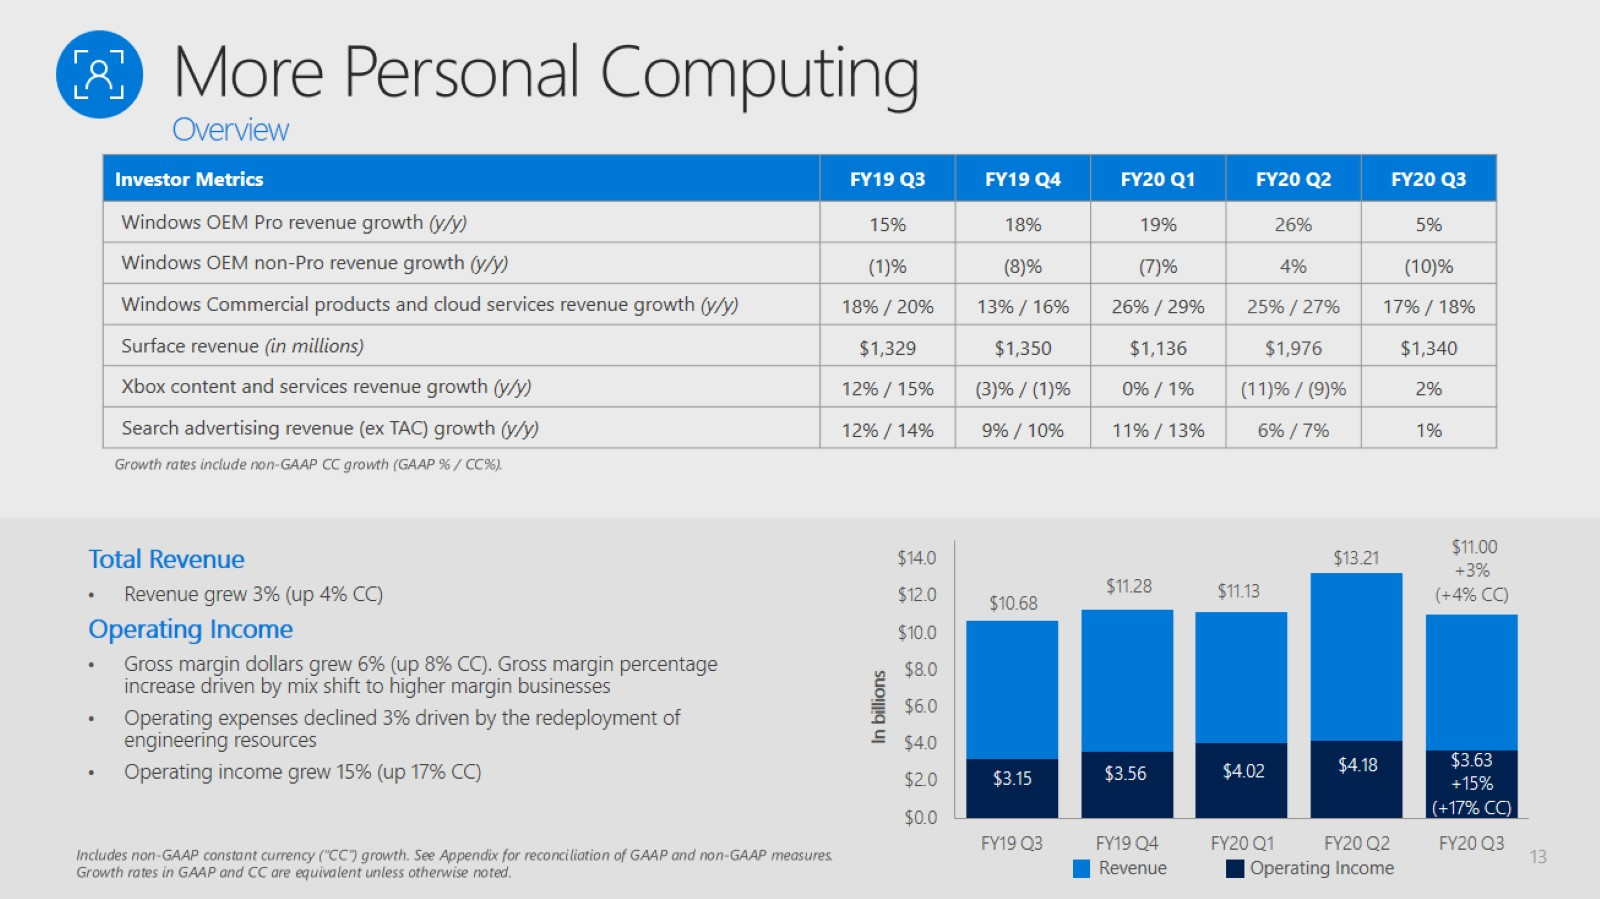 More Personal Computing
Overview
Investor Metrics FY19 Q3 FY19 Q4 FY20 Q1 FY20 Q2 FY20 Q3
Windows OEM Pro revenue growth (y/y) 15% 18% 19% 26% 5%
Windows OEM non-Pro revenue growth (y/y) (1)% (8)% (7)% 4% (10)%
Windows Commercial products and cloud services revenue growth (y/y) 18% / 20% 13% / 16% 26% / 29% 25% / 27% 17% / 18%
Surface revenue (in millions) $1,329 $1,350 $1,136 $1,976 $1,340
Xbox content and services revenue growth (y/y) 12% / 15% (3)% / (1)% 0% / 1% (11)% / (9)% 2%
Search advertising revenue (ex TAC) growth (y/y) 12% / 14% 9% / 10% 11% / 13% 6% / 7% 1%
Growth rates include non-GAAP CC growth (GAAP % / CC%).
Total Revenue
• Revenue grew 3% (up 4% CC)
Operating Income
• Gross margin dollars grew 6% (up 8% CC). Gross margin percentage
increase driven by mix shift to higher margin businesses
• Operating expenses declined 3% driven by the redeployment of
engineering resources
• Operating income grew 15% (up 17% CC)
Includes non-GAAP constant currency ("CC") growth. See Appendix for reconciliation of GAAP and non-GAAP measures.
Growth rates in GAAP and CC are equivalent unless otherwise noted.
In billions
$14.0
$12.0
$10.0
$8.0
$6.0
$4.0
$2.0
$0.0
$10.68
$11.28
$11.13
$13.21
$11.00
+3%
(+4% CC)
$3.15
$3.56
$4.02
$4.18
$3.63
+15%
(+17% CC)
FY19 Q3 FY19 Q4 FY20 Q1 FY20 Q2 FY20 Q3
Revenue Operating Income
13